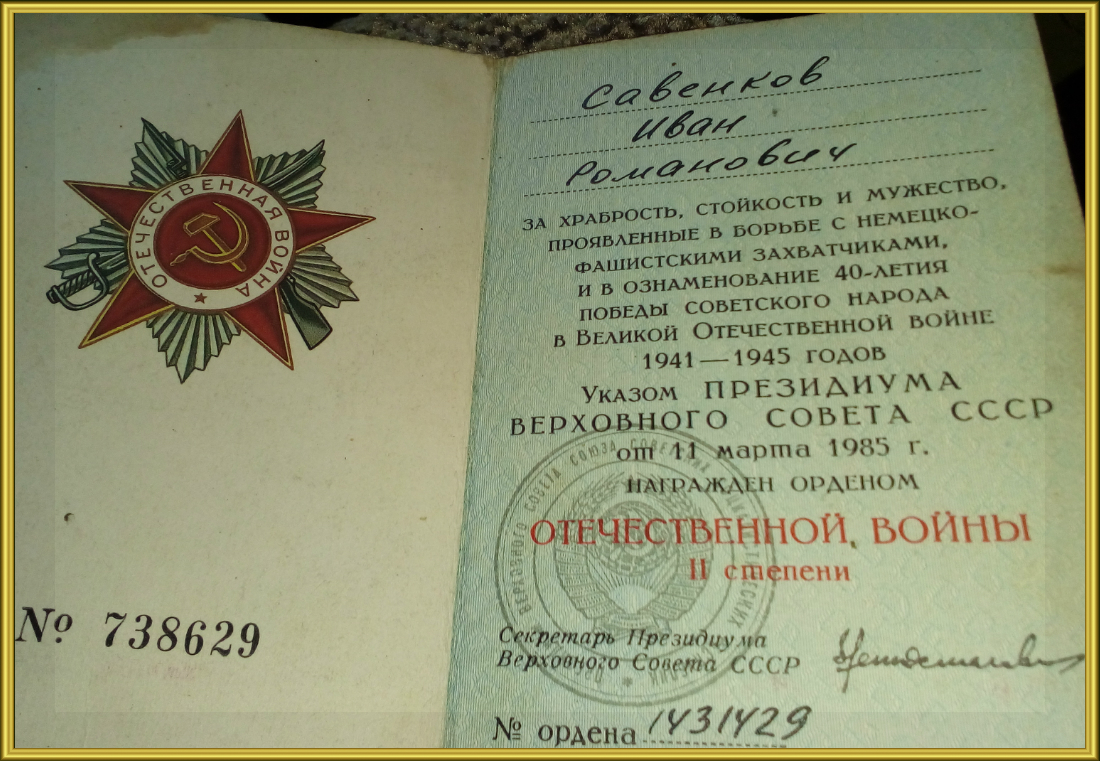 ОТЕЧЕСТВЕННАЯ ВОЙНА
№ 738629
Савенков
Иван
Романович
ЗА ХРАБРОСТЬ, СТОЙКОСТЬ И МУЖЕСТВО,
ПРОЯВЛЕННЫЕ В БОРЬБЕ С НЕМЕЦКО-
ФАШИСТСКИМИ ЗАХВАТЧИКАМИ,
И В ОЗНАМЕНОВАНИЕ 40-ЛЕТИЯ
ПОБЕДЫ СОВЕТСКОГО НАРОДА
В ВЕЛИКОЙ ОТЕЧЕСТВЕННОЙ ВОЙНЕ
1941—1945 ГОДОВ
УКАЗОМ ПРЕЗИДИУМА
ВЕРХОВНОГО СОВЕТА СССР
от 11 марта 1985 г.
НАГРАЖДЕН ОРДЕНОМ
ОТЕЧЕСТВЕННОЙ ВОЙНЫ
II степени
Секретарь Президиума
Верховного Совета СССР
№ ордена 1431429